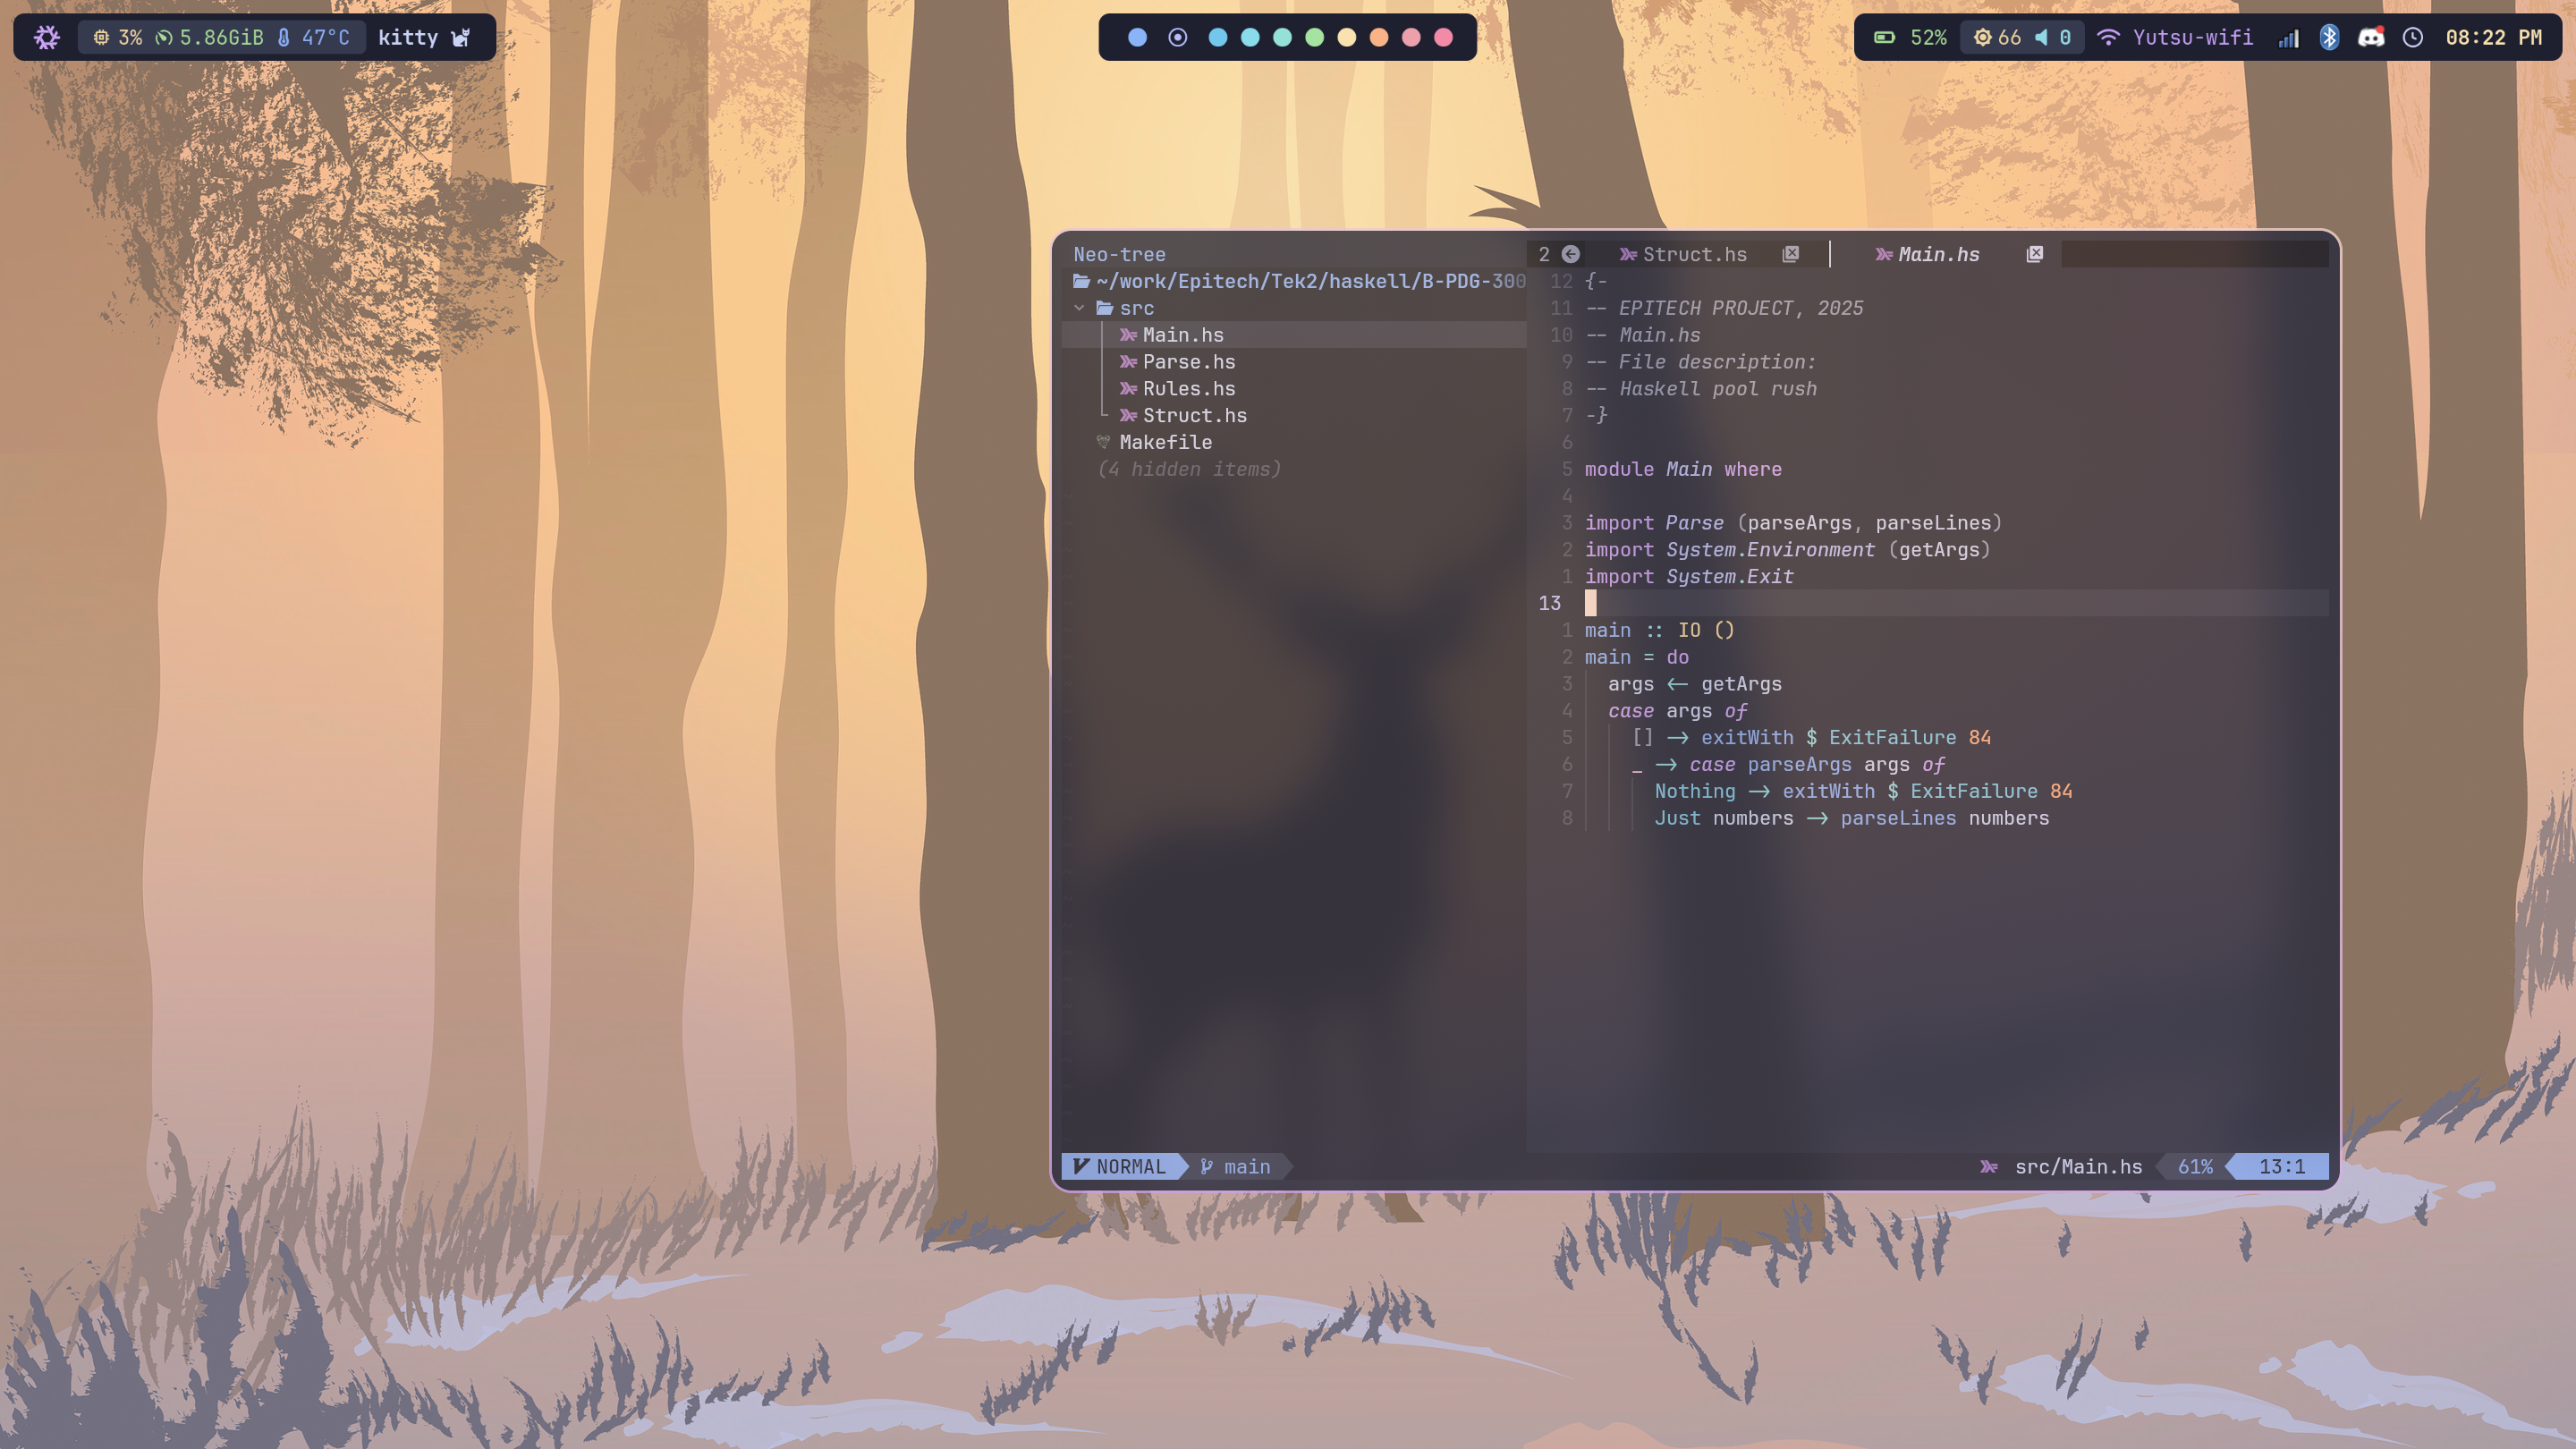 3% 5.86GiB 47°C kitty
52% 66 0 Yutsu-wifi 08:22 PM
Neo-tree
~/work/Epitech/Tek2/haskell/B-PDG-300
src
Main.hs
Parse.hs
Rules.hs
Struct.hs
Makefile
(4 hidden items)
2 Struct.hs Main.hs
12 {-
11 -- EPITECH PROJECT, 2025
10 -- Main.hs
9 -- File description:
8 -- Haskell pool rush
7 -}
6
5 module Main where
4
3 import Parse (parseArgs, parseLines)
2 import System.Environment (getArgs)
1 import System.Exit
13
1 main :: IO ()
2 main = do
3 args <- getArgs
4 case args of
5 [] -> exitWith $ ExitFailure 84
6 _ -> case parseArgs args of
7 Nothing -> exitWith $ ExitFailure 84
8 Just numbers -> parseLines numbers
NORMAL main src/Main.hs 61% 13:1